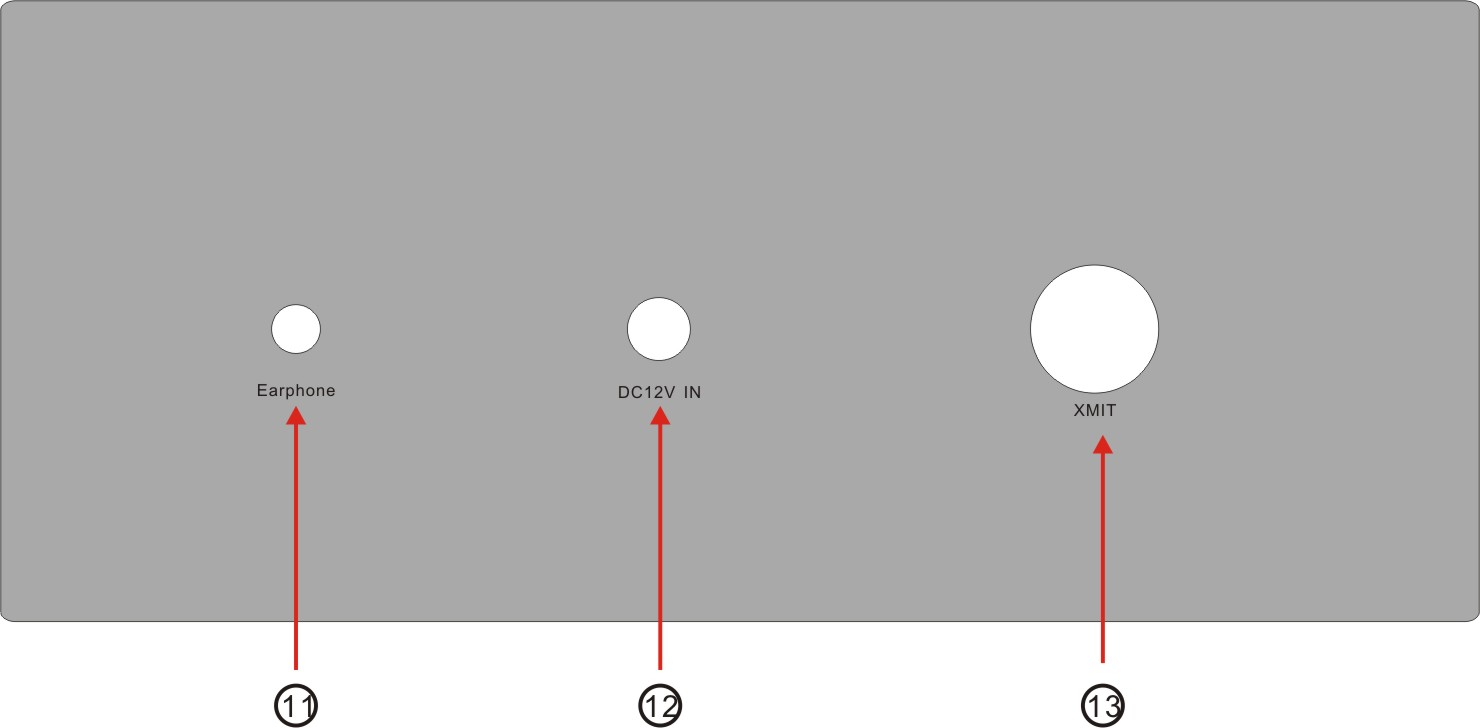 Earphone
DC12V IN
XMIT
11
12
13